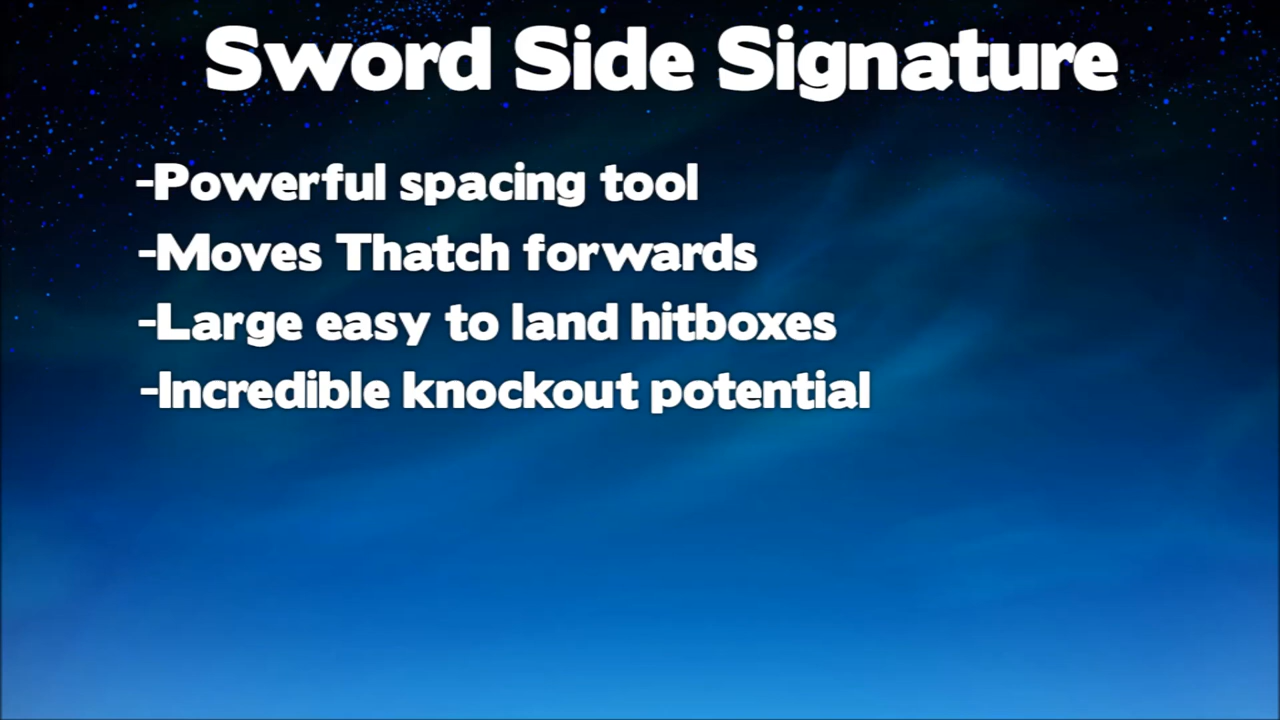 Sword Side Signature
-Powerful spacing tool
-Moves Thatch forwards
-Large easy to land hitboxes
-Incredible knockout potential